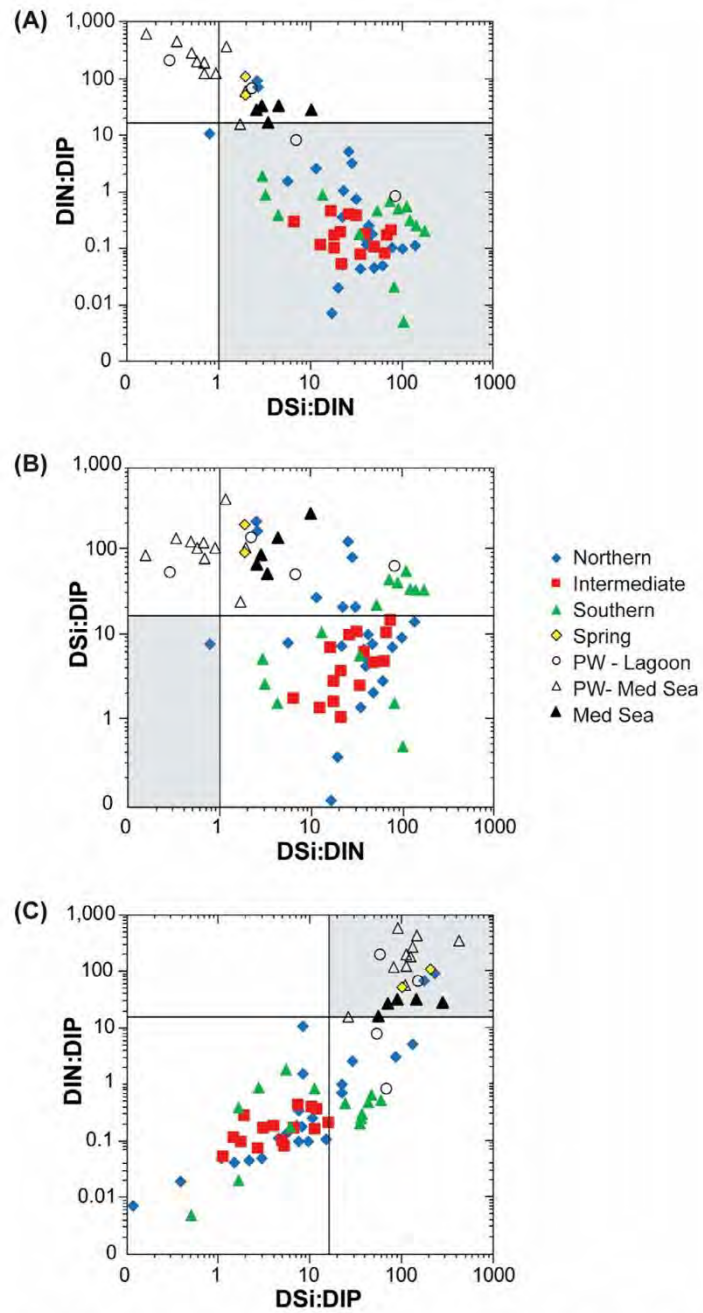 (A)
1,000
100
10
1
0.1
0.01
0
DIN:DIP
0 1 10 100 1000
DSi:DIN
(B)
1,000
100
10
1
0
DSi:DIP
0 1 10 100 1000
DSi:DIN
Northern
Intermediate
Southern
Spring
PW - Lagoon
PW- Med Sea
Med Sea
(C)
1,000
100
10
1
0.1
0.01
0
DIN:DIP
0 1 10 100 1000
DSi:DIP